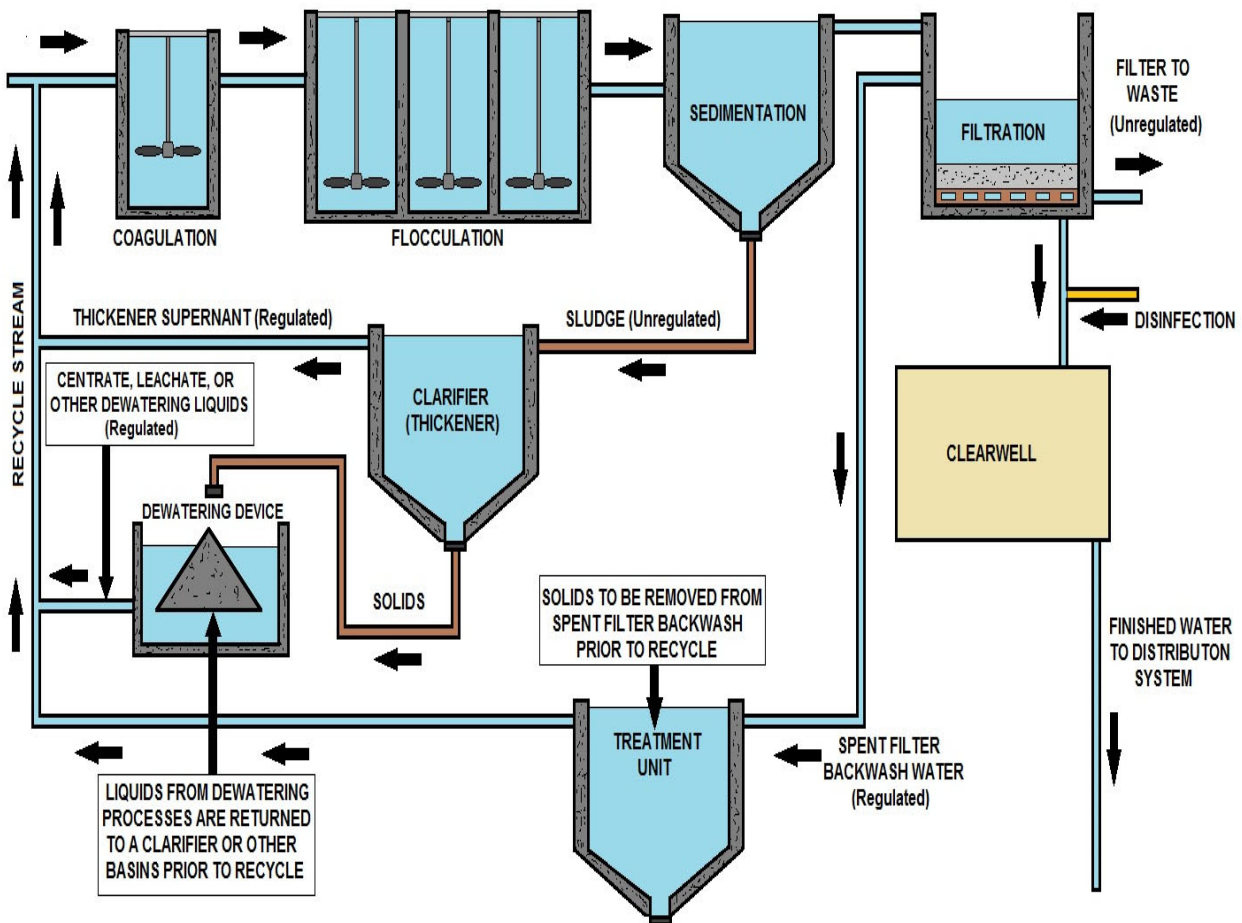 FILTER TO
WASTE
(Unregulated)
SEDIMENTATION
FILTRATION
COAGULATION
FLOCCULATION
RECYCLE STREAM
THICKENER SUPERNANT (Regulated)
SLUDGE (Unregulated)
DISINFECTION
CENTRATE, LEACHATE, OR
OTHER DEWATERING LIQUIDS
(Regulated)
CLARIFIER
(THICKENER)
CLEARWELL
DEWATERING DEVICE
SOLIDS
SOLIDS TO BE REMOVED FROM
SPENT FILTER BACKWASH
PRIOR TO RECYCLE
FINISHED WATER
TO DISTRIBUTON
SYSTEM
TREATMENT
UNIT
SPENT FILTER
BACKWASH WATER
(Regulated)
LIQUIDS FROM DEWATERING
PROCESSES ARE RETURNED
TO A CLARIFIER OR OTHER
BASINS PRIOR TO RECYCLE